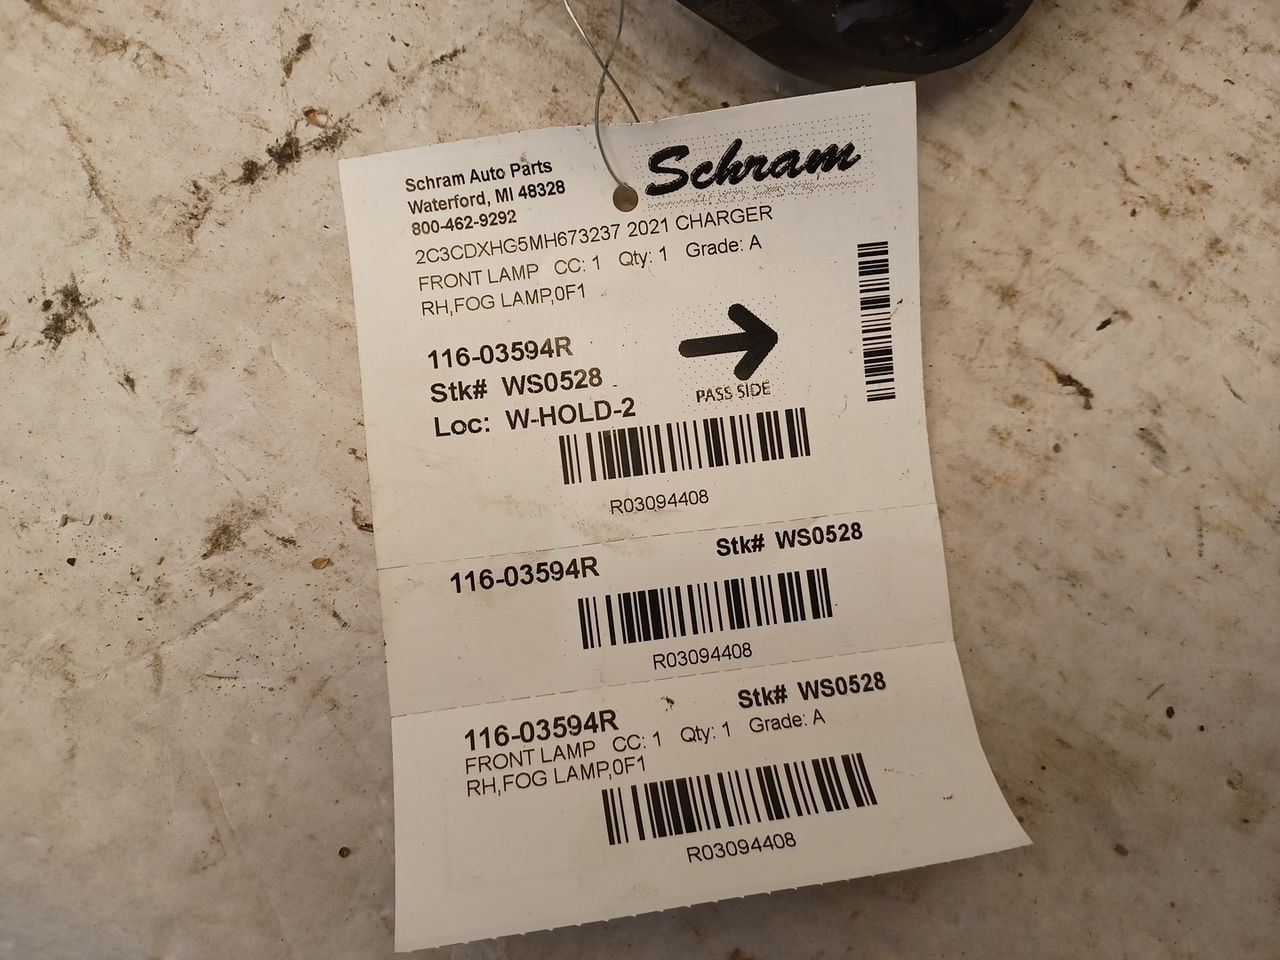 Schram Auto Parts
Waterford, MI 48328
800-462-9292
Schram
2C3CDXHG5MH673237 2021 CHARGER
FRONT LAMP CC: 1 Qty: 1 Grade: A
RH,FOG LAMP,0F1
116-03594R
Stk# WS0528
Loc: W-HOLD-2
PASS SIDE
R03094408
116-03594R Stk# WS0528
R03094408
116-03594R Stk# WS0528
FRONT LAMP CC: 1 Qty: 1 Grade: A
RH,FOG LAMP,0F1
R03094408